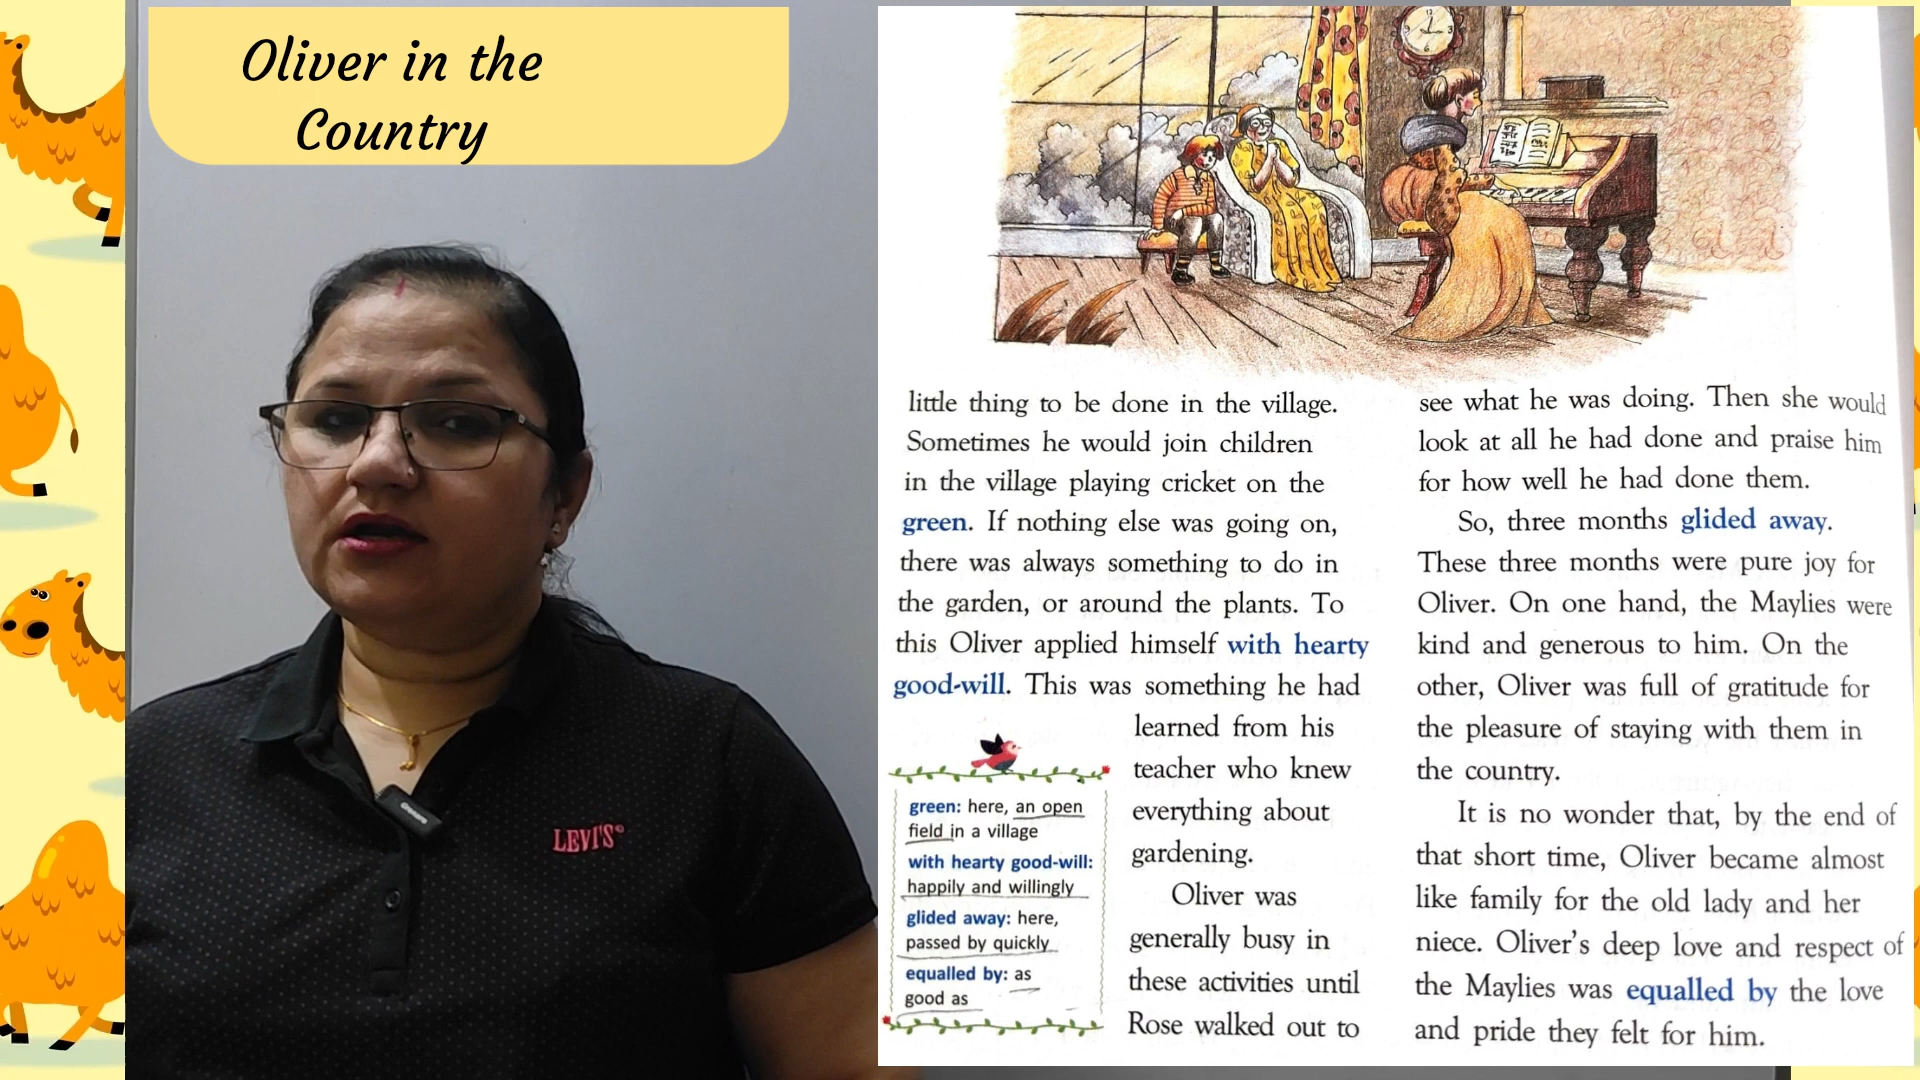 Oliver in the
Country
LEVI'S
little thing to be done in the village.
Sometimes he would join children
in the village playing cricket on the
green. If nothing else was going on,
there was always something to do in
the garden, or around the plants. To
this Oliver applied himself with hearty
good-will. This was something he had
learned from his
teacher who knew
everything about
gardening.
Oliver was
generally busy in
these activities until
Rose walked out to
green: here, an open
field in a village
with hearty good-will:
happily and willingly
glided away: here,
passed by quickly
equalled by: as
good as
see what he was doing. Then she would
look at all he had done and praise him
for how well he had done them.
So, three months glided away.
These three months were pure joy for
Oliver. On one hand, the Maylies were
kind and generous to him. On the
other, Oliver was full of gratitude for
the pleasure of staying with them in
the country.
It is no wonder that, by the end of
that short time, Oliver became almost
like family for the old lady and her
niece. Oliver's deep love and respect of
the Maylies was equalled by the love
and pride they felt for him.